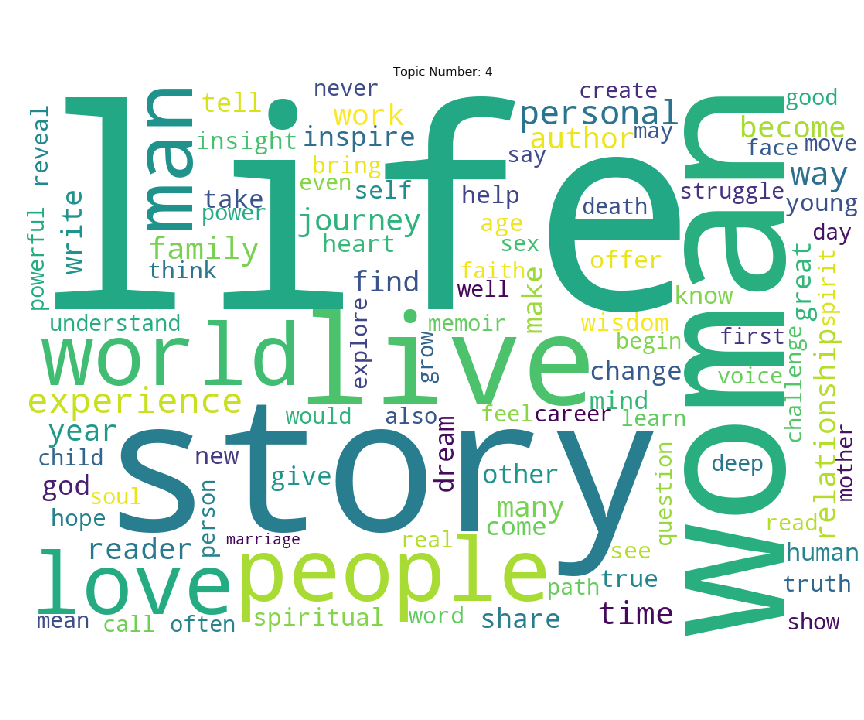 Topic Number: 4
life
woman
story
man
world
live
people
love
tell
never
work
create
good
personal
become
insight
inspire
author
may
reveal
bring
say
face
move
way
even
self
help
struggle
young
take
power
journey
age
death
day
write
family
heart
sex
offer
great
spirit
powerful
think
find
faith
well
make
know
understand
explore
grow
memoir
wisdom
begin
first
challenge
relationship
experience
change
mind
voice
would
also
feel
career
learn
mother
year
child
new
give
dream
other
question
deep
god
soul
person
many
hope
come
read
reader
marriage
real
see
human
true
truth
path
spiritual
word
share
time
show
mean
call
often